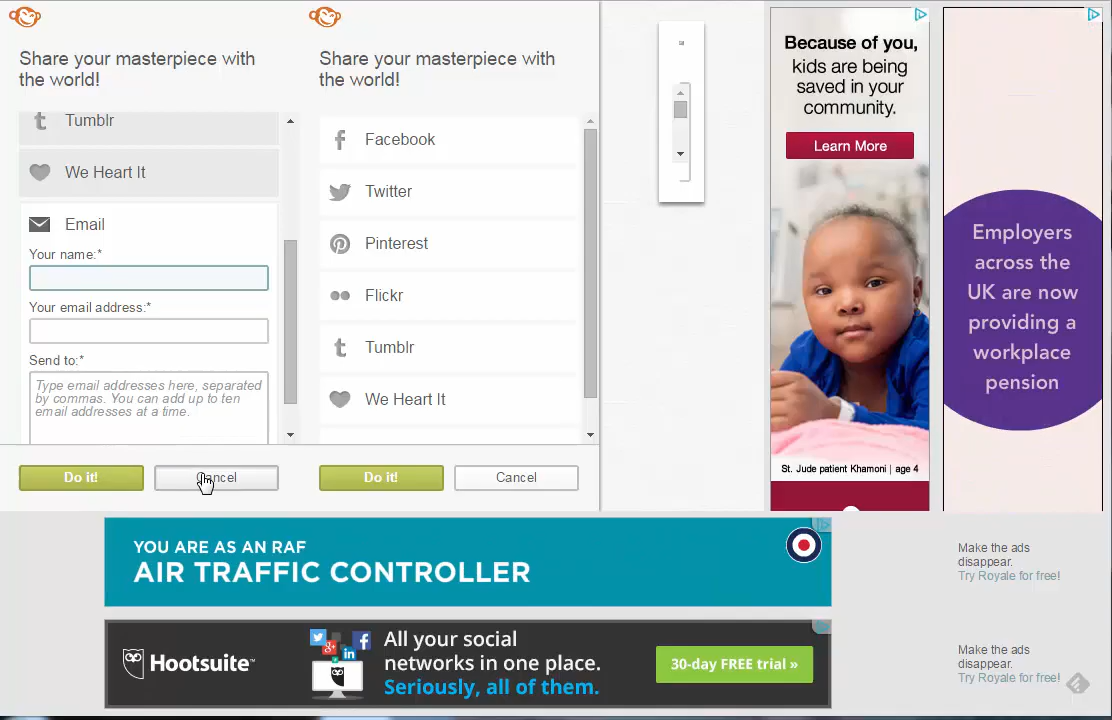 Share your masterpiece with
the world!
Tumblr
We Heart It
Email
Your name:*
Your email address:*
Send to:*
Type email addresses here, separated
by commas. You can add up to ten
email addresses at a time.
Do it!
Cancel
Share your masterpiece with
the world!
Facebook
Twitter
Pinterest
Flickr
Tumblr
We Heart It
Do it!
Cancel
Because of you,
kids are being
saved in your
community.
Learn More
St. Jude patient Khamoni | age 4
Employers
across the
UK are now
providing a
workplace
pension
YOU ARE AS AN RAF
AIR TRAFFIC CONTROLLER
Make the ads
disappear.
Try Royale for free!
Hootsuite™
All your social
networks in one place.
Seriously, all of them.
30-day FREE trial »
Make the ads
disappear.
Try Royale for free!